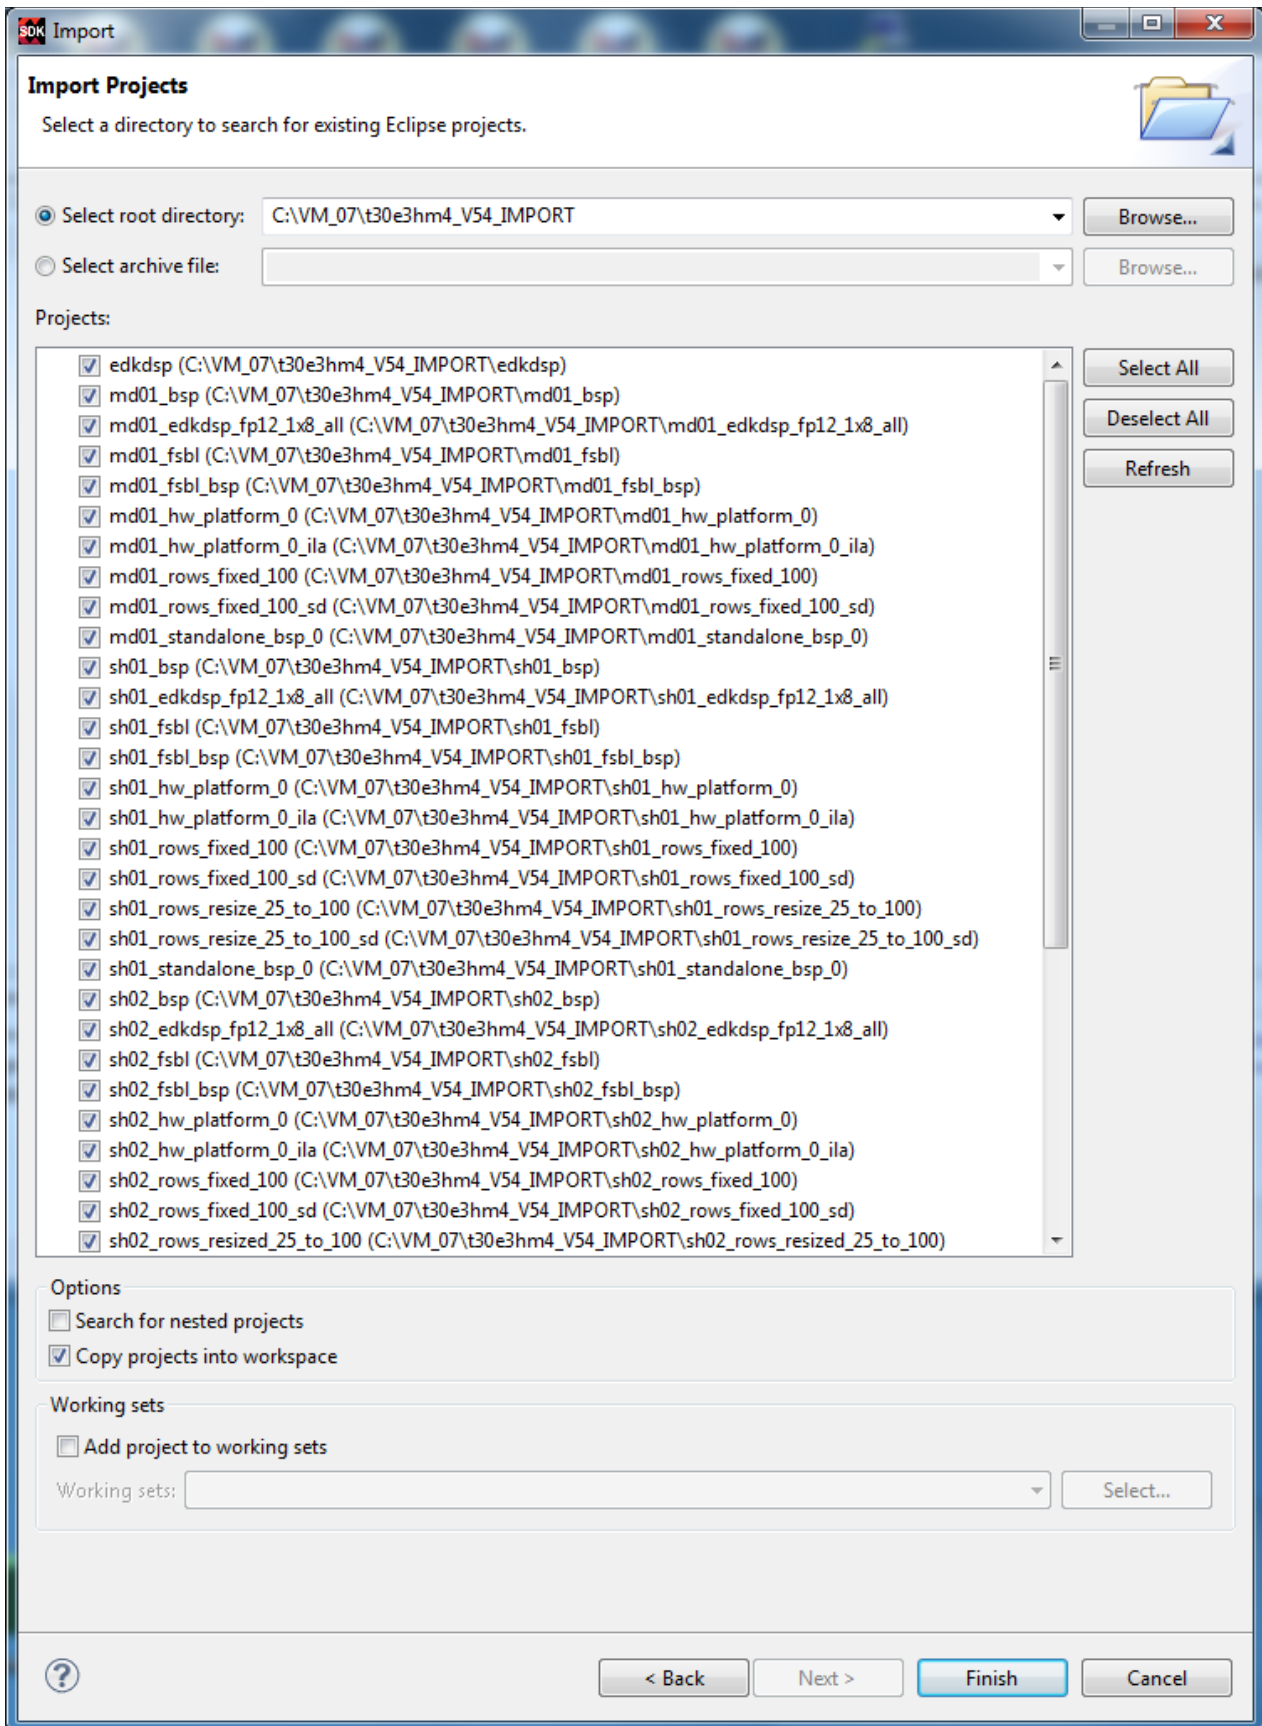 SDK Import
Import Projects
Select a directory to search for existing Eclipse projects.
Select root directory: C:\VM_07\t30e3hm4_V54_IMPORT Browse...
Select archive file: Browse...
Projects:
edkdsp (C:\VM_07\t30e3hm4_V54_IMPORT\edkdsp)
md01_bsp (C:\VM_07\t30e3hm4_V54_IMPORT\md01_bsp)
md01_edkdsp_fp12_1x8_all (C:\VM_07\t30e3hm4_V54_IMPORT\md01_edkdsp_fp12_1x8_all)
md01_fsbl (C:\VM_07\t30e3hm4_V54_IMPORT\md01_fsbl)
md01_fsbl_bsp (C:\VM_07\t30e3hm4_V54_IMPORT\md01_fsbl_bsp)
md01_hw_platform_0 (C:\VM_07\t30e3hm4_V54_IMPORT\md01_hw_platform_0)
md01_hw_platform_0_ila (C:\VM_07\t30e3hm4_V54_IMPORT\md01_hw_platform_0_ila)
md01_rows_fixed_100 (C:\VM_07\t30e3hm4_V54_IMPORT\md01_rows_fixed_100)
md01_rows_fixed_100_sd (C:\VM_07\t30e3hm4_V54_IMPORT\md01_rows_fixed_100_sd)
md01_standalone_bsp_0 (C:\VM_07\t30e3hm4_V54_IMPORT\md01_standalone_bsp_0)
sh01_bsp (C:\VM_07\t30e3hm4_V54_IMPORT\sh01_bsp)
sh01_edkdsp_fp12_1x8_all (C:\VM_07\t30e3hm4_V54_IMPORT\sh01_edkdsp_fp12_1x8_all)
sh01_fsbl (C:\VM_07\t30e3hm4_V54_IMPORT\sh01_fsbl)
sh01_fsbl_bsp (C:\VM_07\t30e3hm4_V54_IMPORT\sh01_fsbl_bsp)
sh01_hw_platform_0 (C:\VM_07\t30e3hm4_V54_IMPORT\sh01_hw_platform_0)
sh01_hw_platform_0_ila (C:\VM_07\t30e3hm4_V54_IMPORT\sh01_hw_platform_0_ila)
sh01_rows_fixed_100 (C:\VM_07\t30e3hm4_V54_IMPORT\sh01_rows_fixed_100)
sh01_rows_fixed_100_sd (C:\VM_07\t30e3hm4_V54_IMPORT\sh01_rows_fixed_100_sd)
sh01_rows_resize_25_to_100 (C:\VM_07\t30e3hm4_V54_IMPORT\sh01_rows_resize_25_to_100)
sh01_rows_resize_25_to_100_sd (C:\VM_07\t30e3hm4_V54_IMPORT\sh01_rows_resize_25_to_100_sd)
sh01_standalone_bsp_0 (C:\VM_07\t30e3hm4_V54_IMPORT\sh01_standalone_bsp_0)
sh02_bsp (C:\VM_07\t30e3hm4_V54_IMPORT\sh02_bsp)
sh02_edkdsp_fp12_1x8_all (C:\VM_07\t30e3hm4_V54_IMPORT\sh02_edkdsp_fp12_1x8_all)
sh02_fsbl (C:\VM_07\t30e3hm4_V54_IMPORT\sh02_fsbl)
sh02_fsbl_bsp (C:\VM_07\t30e3hm4_V54_IMPORT\sh02_fsbl_bsp)
sh02_hw_platform_0 (C:\VM_07\t30e3hm4_V54_IMPORT\sh02_hw_platform_0)
sh02_hw_platform_0_ila (C:\VM_07\t30e3hm4_V54_IMPORT\sh02_hw_platform_0_ila)
sh02_rows_fixed_100 (C:\VM_07\t30e3hm4_V54_IMPORT\sh02_rows_fixed_100)
sh02_rows_fixed_100_sd (C:\VM_07\t30e3hm4_V54_IMPORT\sh02_rows_fixed_100_sd)
sh02_rows_resized_25_to_100 (C:\VM_07\t30e3hm4_V54_IMPORT\sh02_rows_resized_25_to_100)
Select All
Deselect All
Refresh
Options
Search for nested projects
Copy projects into workspace
Working sets
Add project to working sets
Working sets: Select...
? < Back Next > Finish Cancel